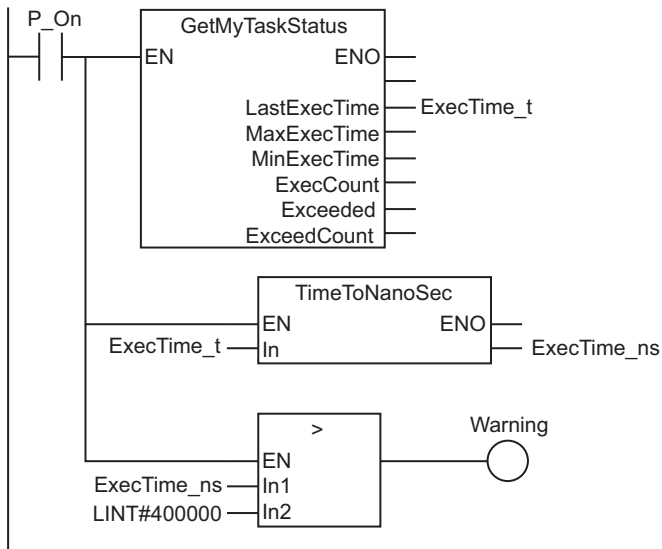 P_On
GetMyTaskStatus
EN ENO
LastExecTime ExecTime_t
MaxExecTime
MinExecTime
ExecCount
Exceeded
ExceedCount
TimeToNanoSec
EN ENO
ExecTime_t In ExecTime_ns
> Warning
EN
ExecTime_ns In1
LINT#400000 In2